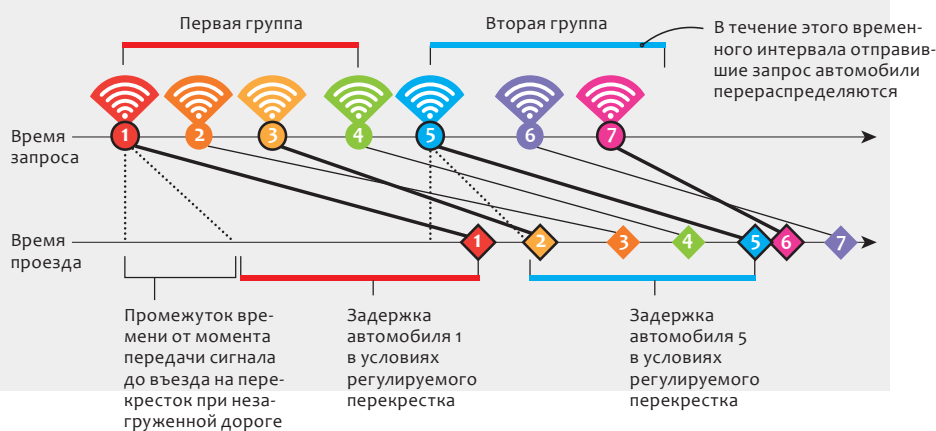 Первая группа
Вторая группа
В течение этого времен-
ного интервала отправив-
шие запрос автомобили
перераспределяются
Время
запроса
1 2 3 4 5 6 7
Время
проезда
1 2 3 4 5 6 7
Промежуток вре-
мени от момента
передачи сигнала
до въезда на пере-
кресток при неза-
груженной дороге
Задержка
автомобиля 1
в условиях
регулируемого
перекрестка
Задержка
автомобиля 5
в условиях
регулируемого
перекрестка